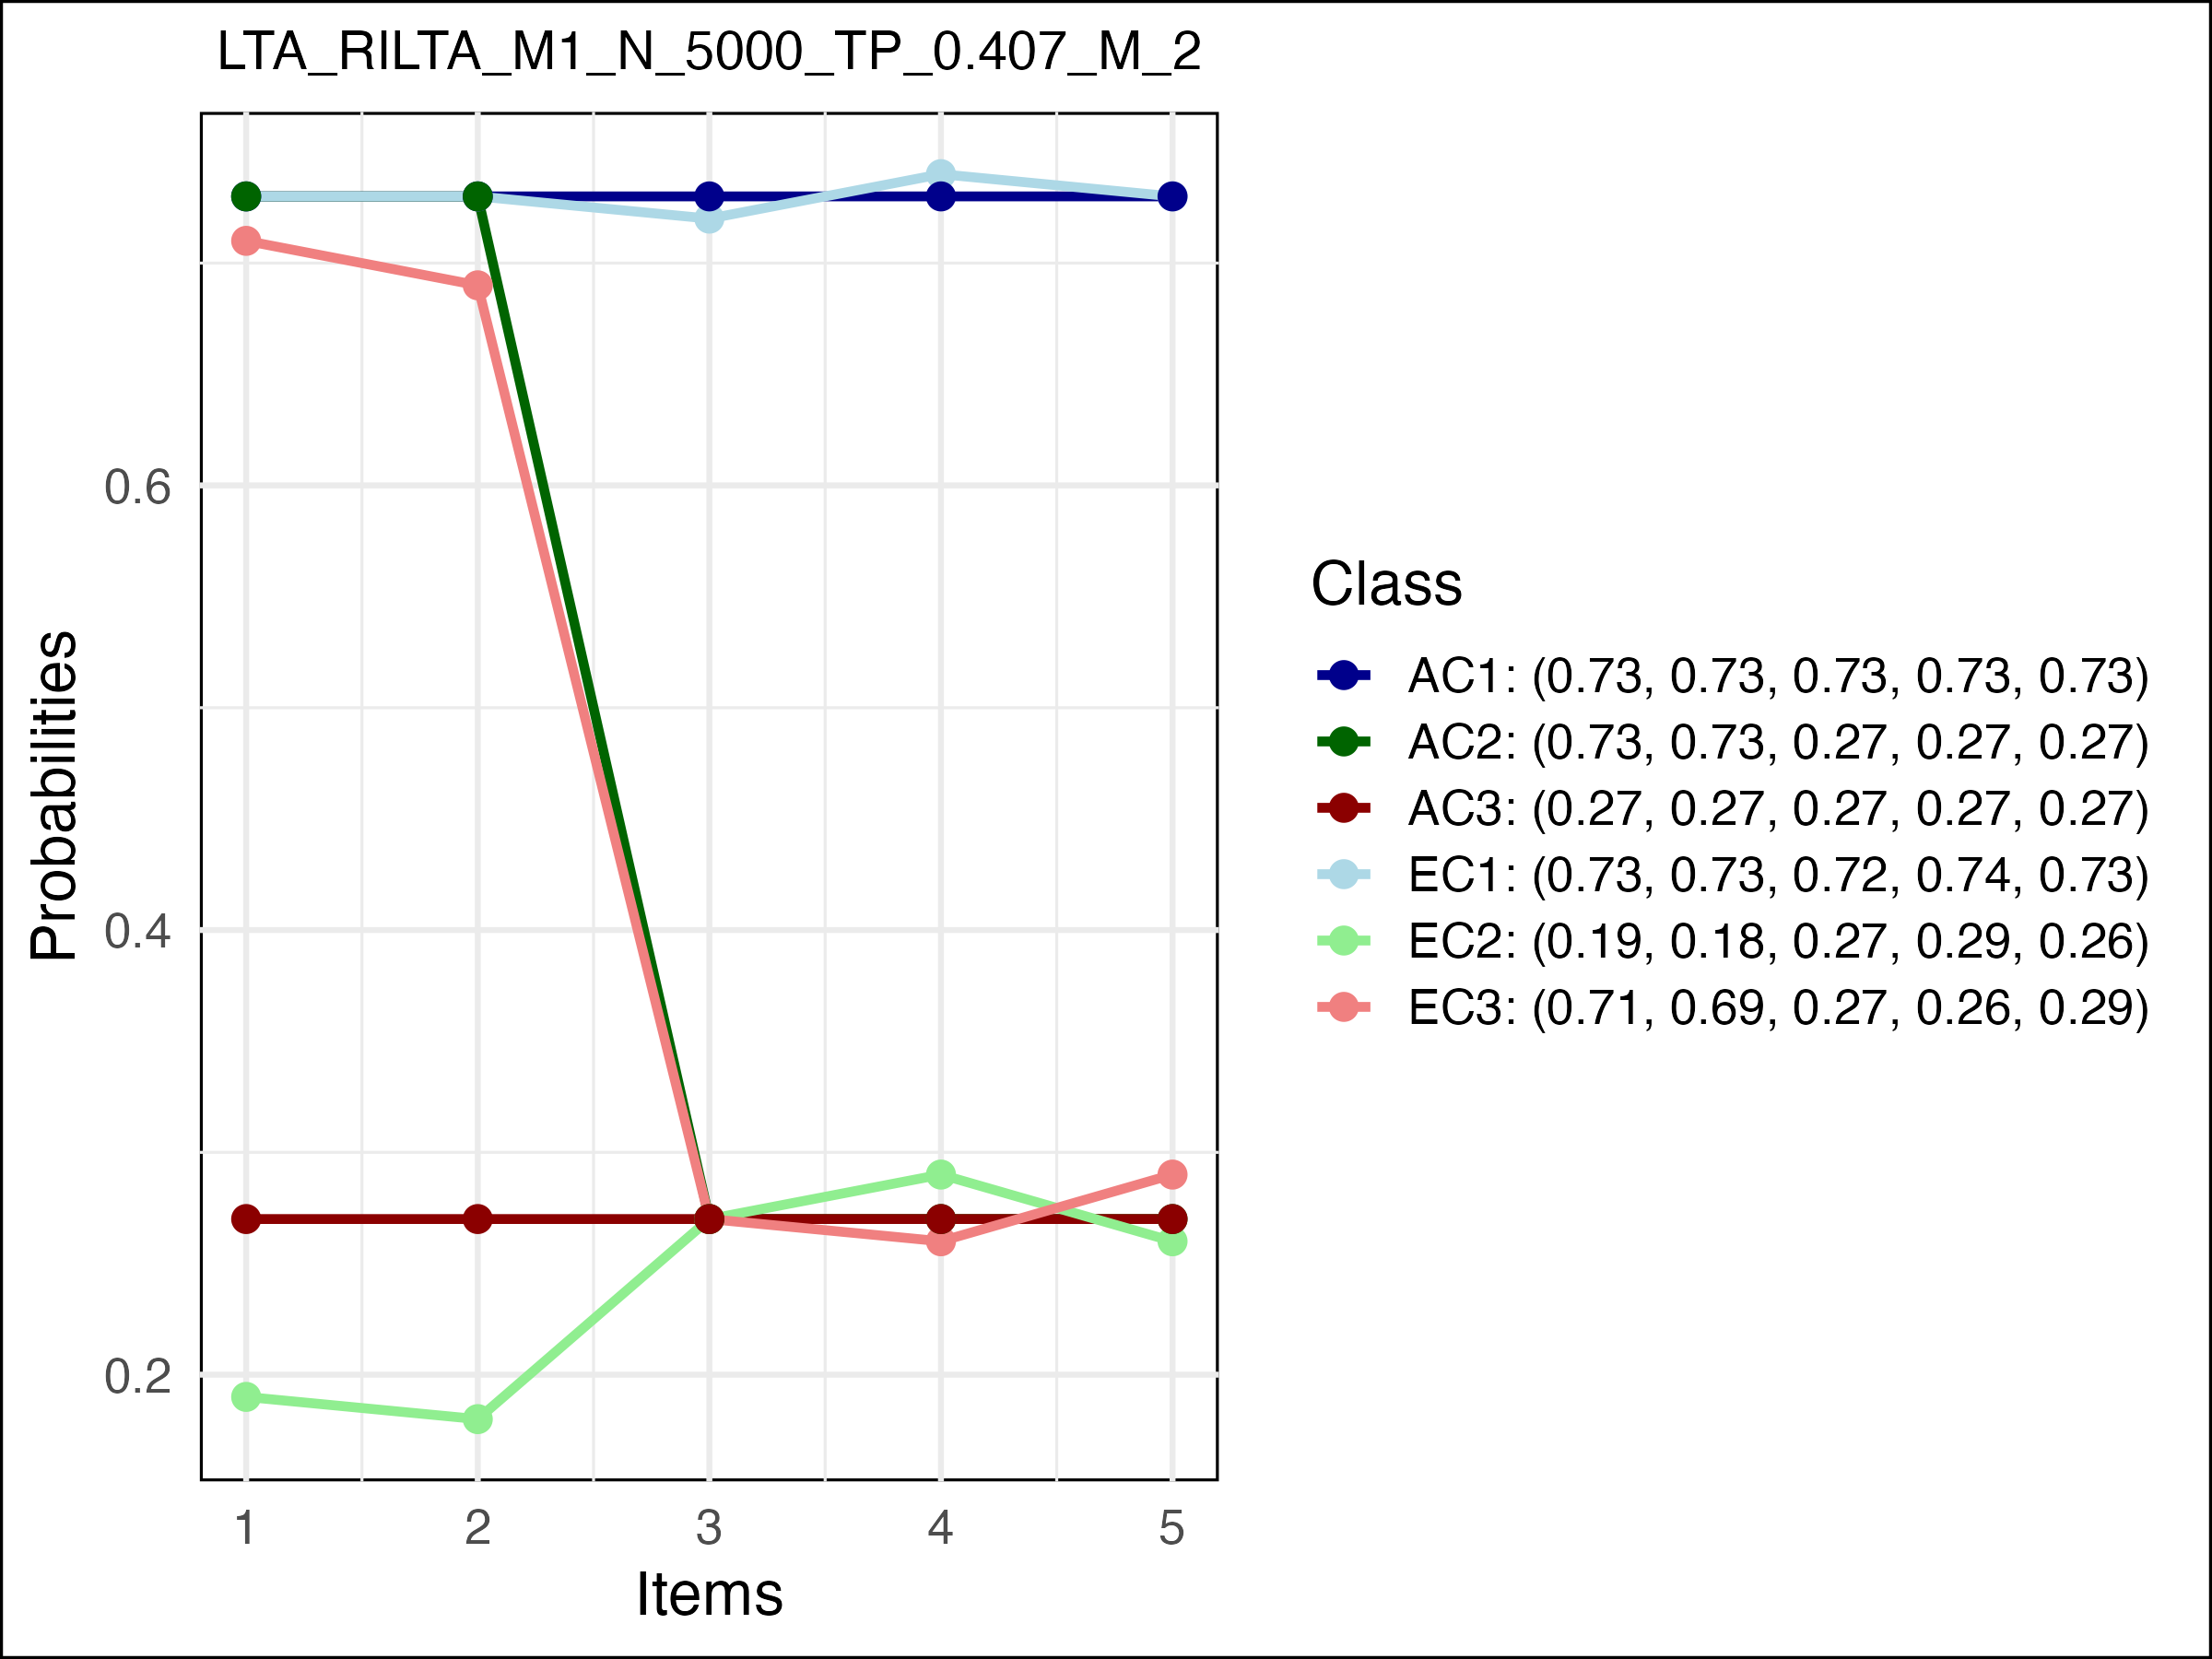 LTA_RILTA_M1_N_5000_TP_0.407_M_2
Probabilities
0.6
0.4
0.2
1 2 3 4 5
Items
Class
AC1: (0.73, 0.73, 0.73, 0.73, 0.73)
AC2: (0.73, 0.73, 0.27, 0.27, 0.27)
AC3: (0.27, 0.27, 0.27, 0.27, 0.27)
EC1: (0.73, 0.73, 0.72, 0.74, 0.73)
EC2: (0.19, 0.18, 0.27, 0.29, 0.26)
EC3: (0.71, 0.69, 0.27, 0.26, 0.29)